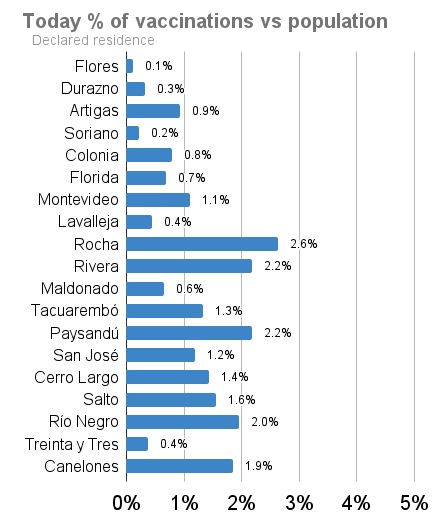 Today % of vaccinations vs population
Declared residence
Flores 0.1%
Durazno 0.3%
Artigas 0.9%
Soriano 0.2%
Colonia 0.8%
Florida 0.7%
Montevideo 1.1%
Lavalleja 0.4%
Rocha 2.6%
Rivera 2.2%
Maldonado 0.6%
Tacuarembó 1.3%
Paysandú 2.2%
San José 1.2%
Cerro Largo 1.4%
Salto 1.6%
Río Negro 2.0%
Treinta y Tres 0.4%
Canelones 1.9%
0% 1% 2% 3% 4% 5%